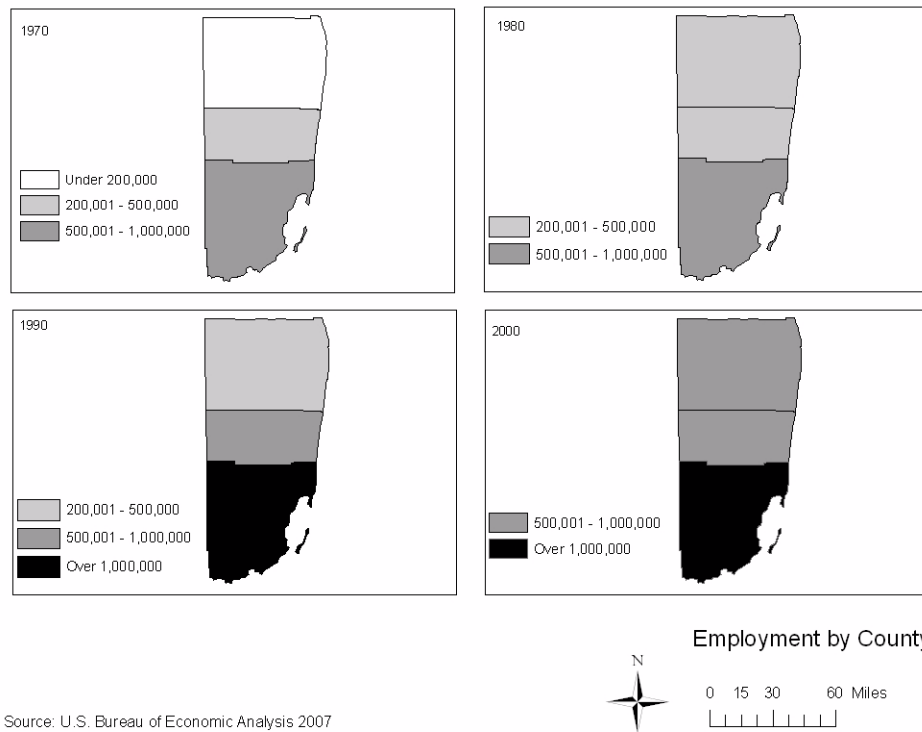 1970
Under 200,000
200,001 - 500,000
500,001 - 1,000,000
1980
200,001 - 500,000
500,001 - 1,000,000
1990
200,001 - 500,000
500,001 - 1,000,000
Over 1,000,000
2000
500,001 - 1,000,000
Over 1,000,000
Employment by County
N
0 15 30 60 Miles
Source: U.S. Bureau of Economic Analysis 2007